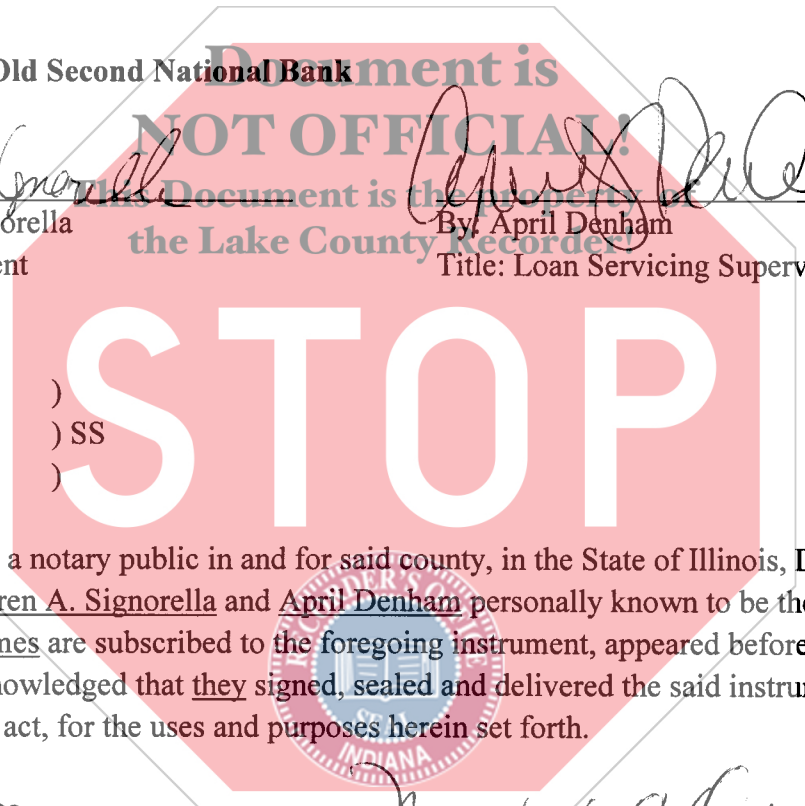 Old Second National Bank
Document is
NOT OFFICIAL!
This Document is the property of
the Lake County Recorder!
orella
By: April Denham
ent
Title: Loan Servicing Superv
STOP
)
) SS
)
a notary public in and for said county, in the State of Illinois, D
ren A. Signorella and April Denham personally known to be the
mes are subscribed to the foregoing instrument, appeared before
nowledged that they signed, sealed and delivered the said instru
act, for the uses and purposes herein set forth.
RECORDER'S OFFICE
SEAL
INDIANA